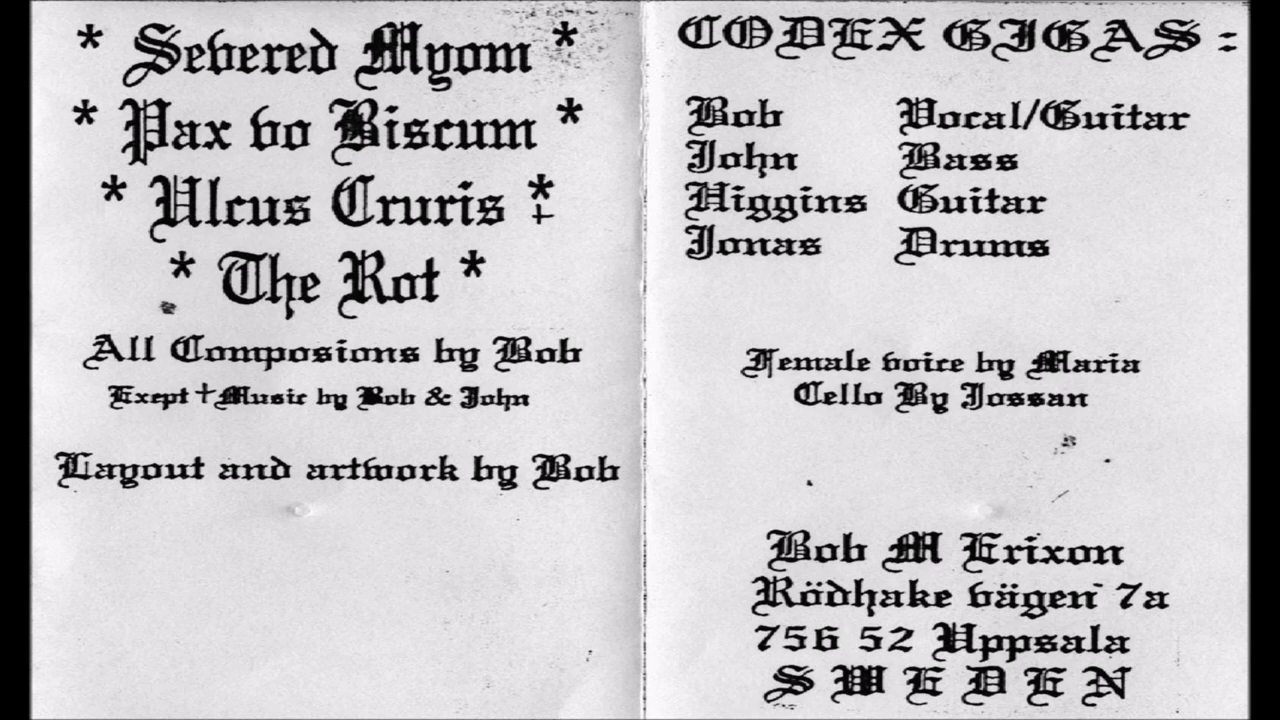 * Severed Myom *
* Pax vo Biscum *
* Ulcus Cruris *
+
* The Rot *
All Composions by Bob
Exept +Music by Bob & John
Layout and artwork by Bob
CODEX GIGAS :
Bob Vocal/Guitar
John Bass
Higgins Guitar
Jonas Drums
Female voice by Maria
Cello By Jossan
Bob M Erixon
Rödhake vägen 7a
756 52 Uppsala
S W E D E N